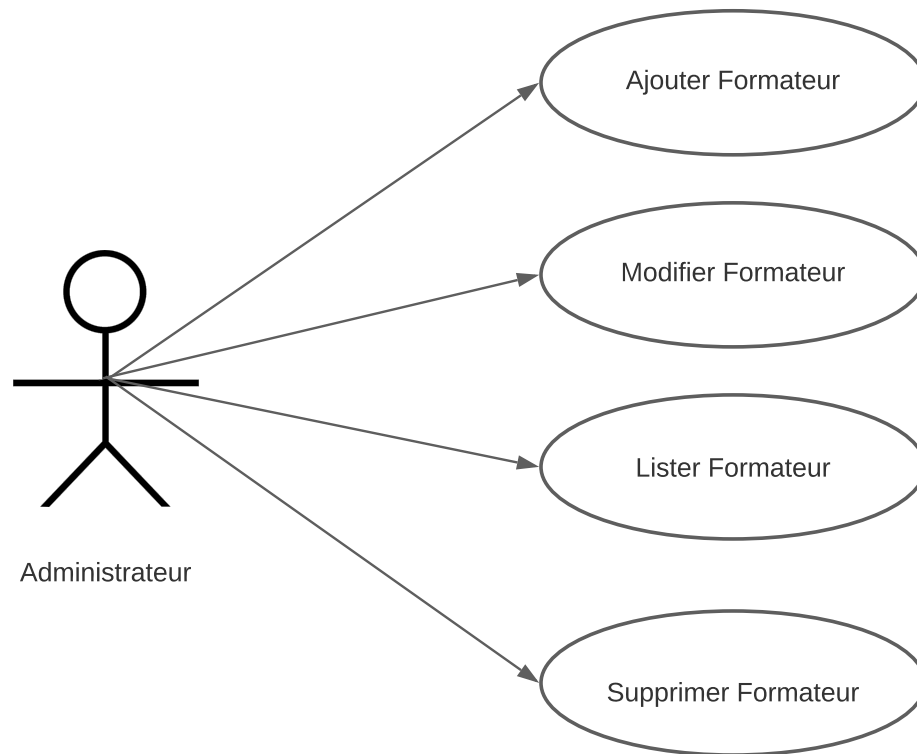 Ajouter Formateur
Modifier Formateur
Lister Formateur
Administrateur
Supprimer Formateur